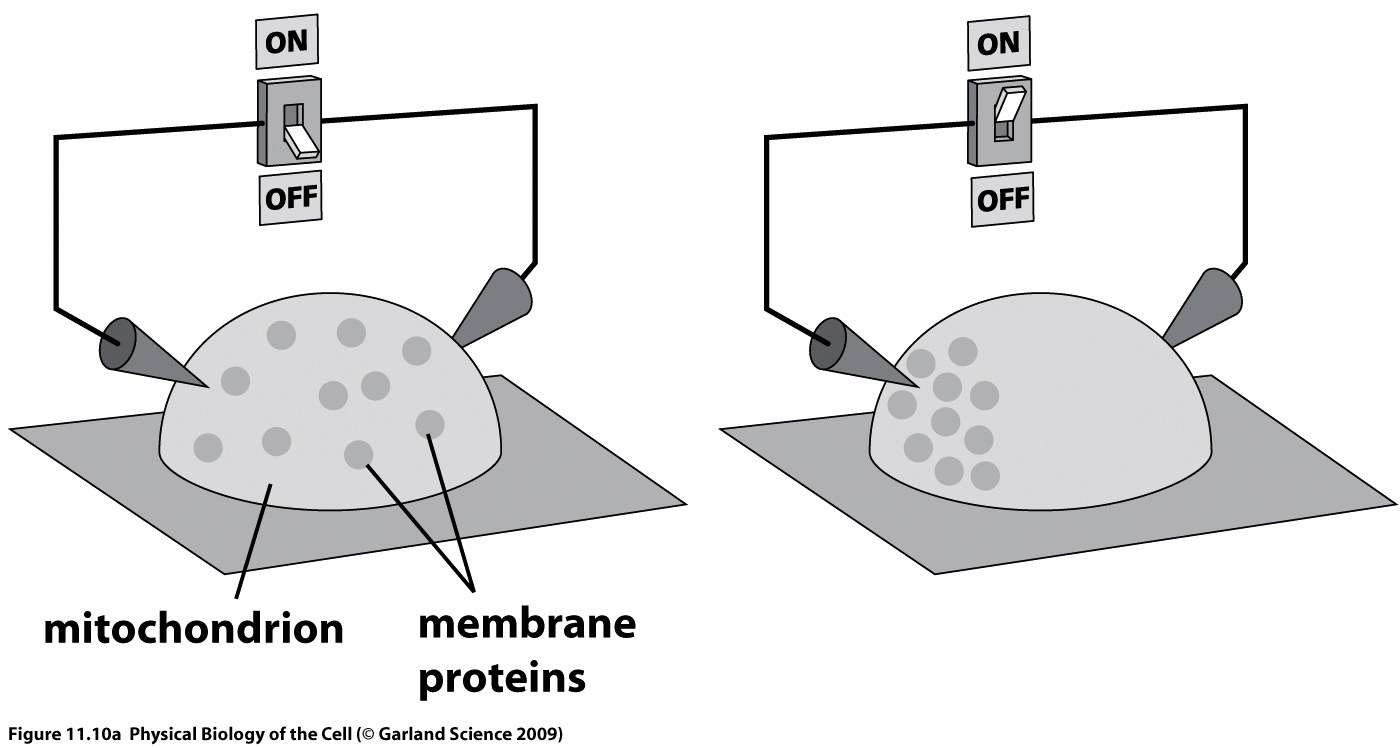 ON
OFF
ON
OFF
mitochondrion
membrane
proteins
Figure 11.10a Physical Biology of the Cell (© Garland Science 2009)